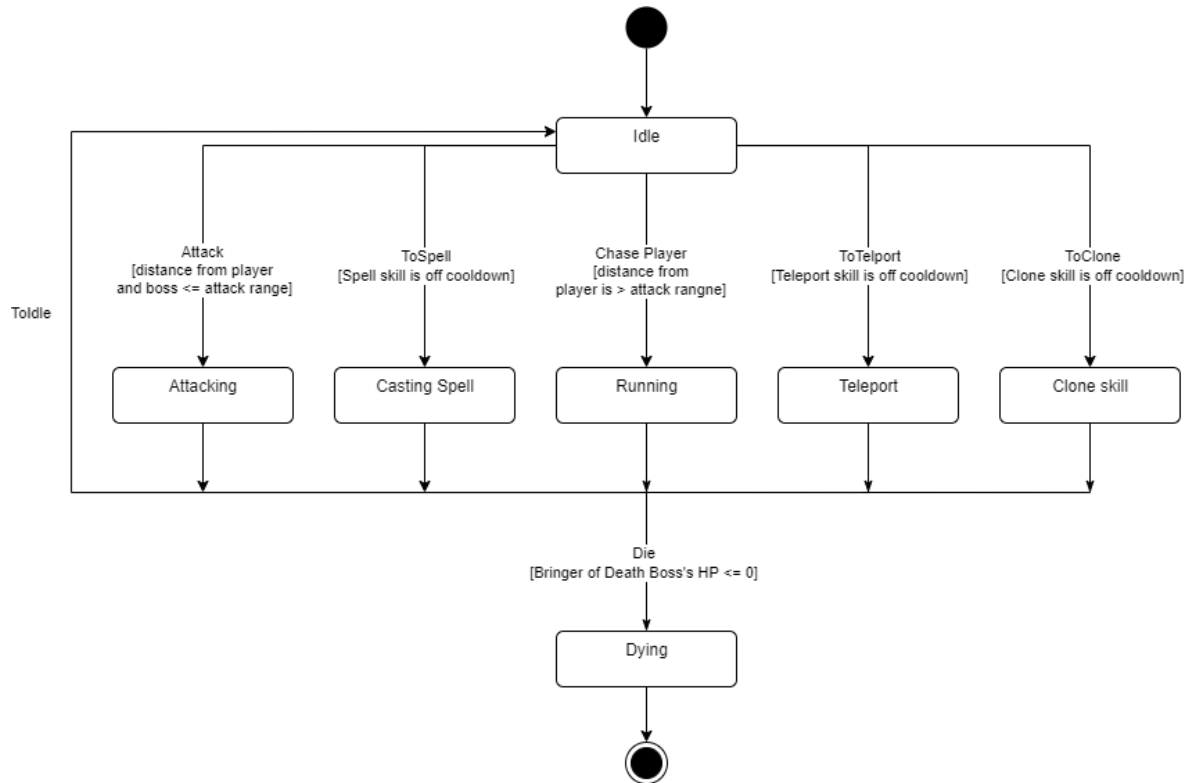 Idle
Attack
[distance from player
and boss <= attack range]
ToSpell
[Spell skill is off cooldown]
Chase Player
[distance from
player is > attack rangne]
ToTelport
[Teleport skill is off cooldown]
ToClone
[Clone skill is off cooldown]
ToIdle
Attacking
Casting Spell
Running
Teleport
Clone skill
Die
[Bringer of Death Boss's HP <= 0]
Dying